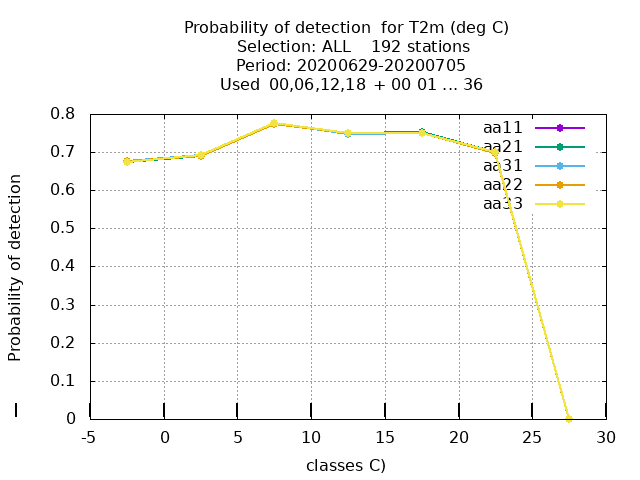 Probability of detection for T2m (deg C)
Selection: ALL 192 stations
Period: 20200629-20200705
Used 00,06,12,18 + 00 01 ... 36
0.8
0.7
0.6
0.5
0.4
0.3
0.2
0.1
0
Probability of detection
aa11
aa21
aa31
aa22
aa33
-5 0 5 10 15 20 25 30
classes C)